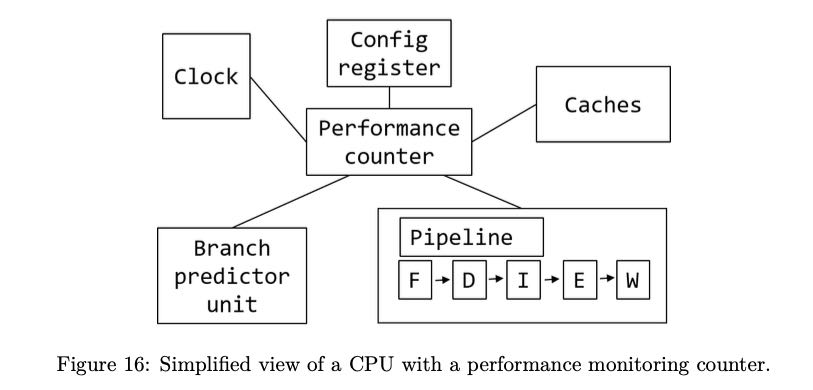 Clock
Config
register
Caches
Performance
counter
Branch
predictor
unit
Pipeline
F D I E W
Figure 16: Simplified view of a CPU with a performance monitoring counter.